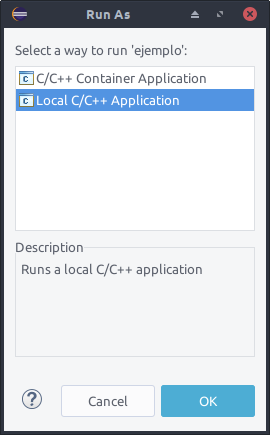 Run As
Select a way to run 'ejemplo':
C/C++ Container Application
Local C/C++ Application
Description
Runs a local C/C++ application
?
Cancel
OK